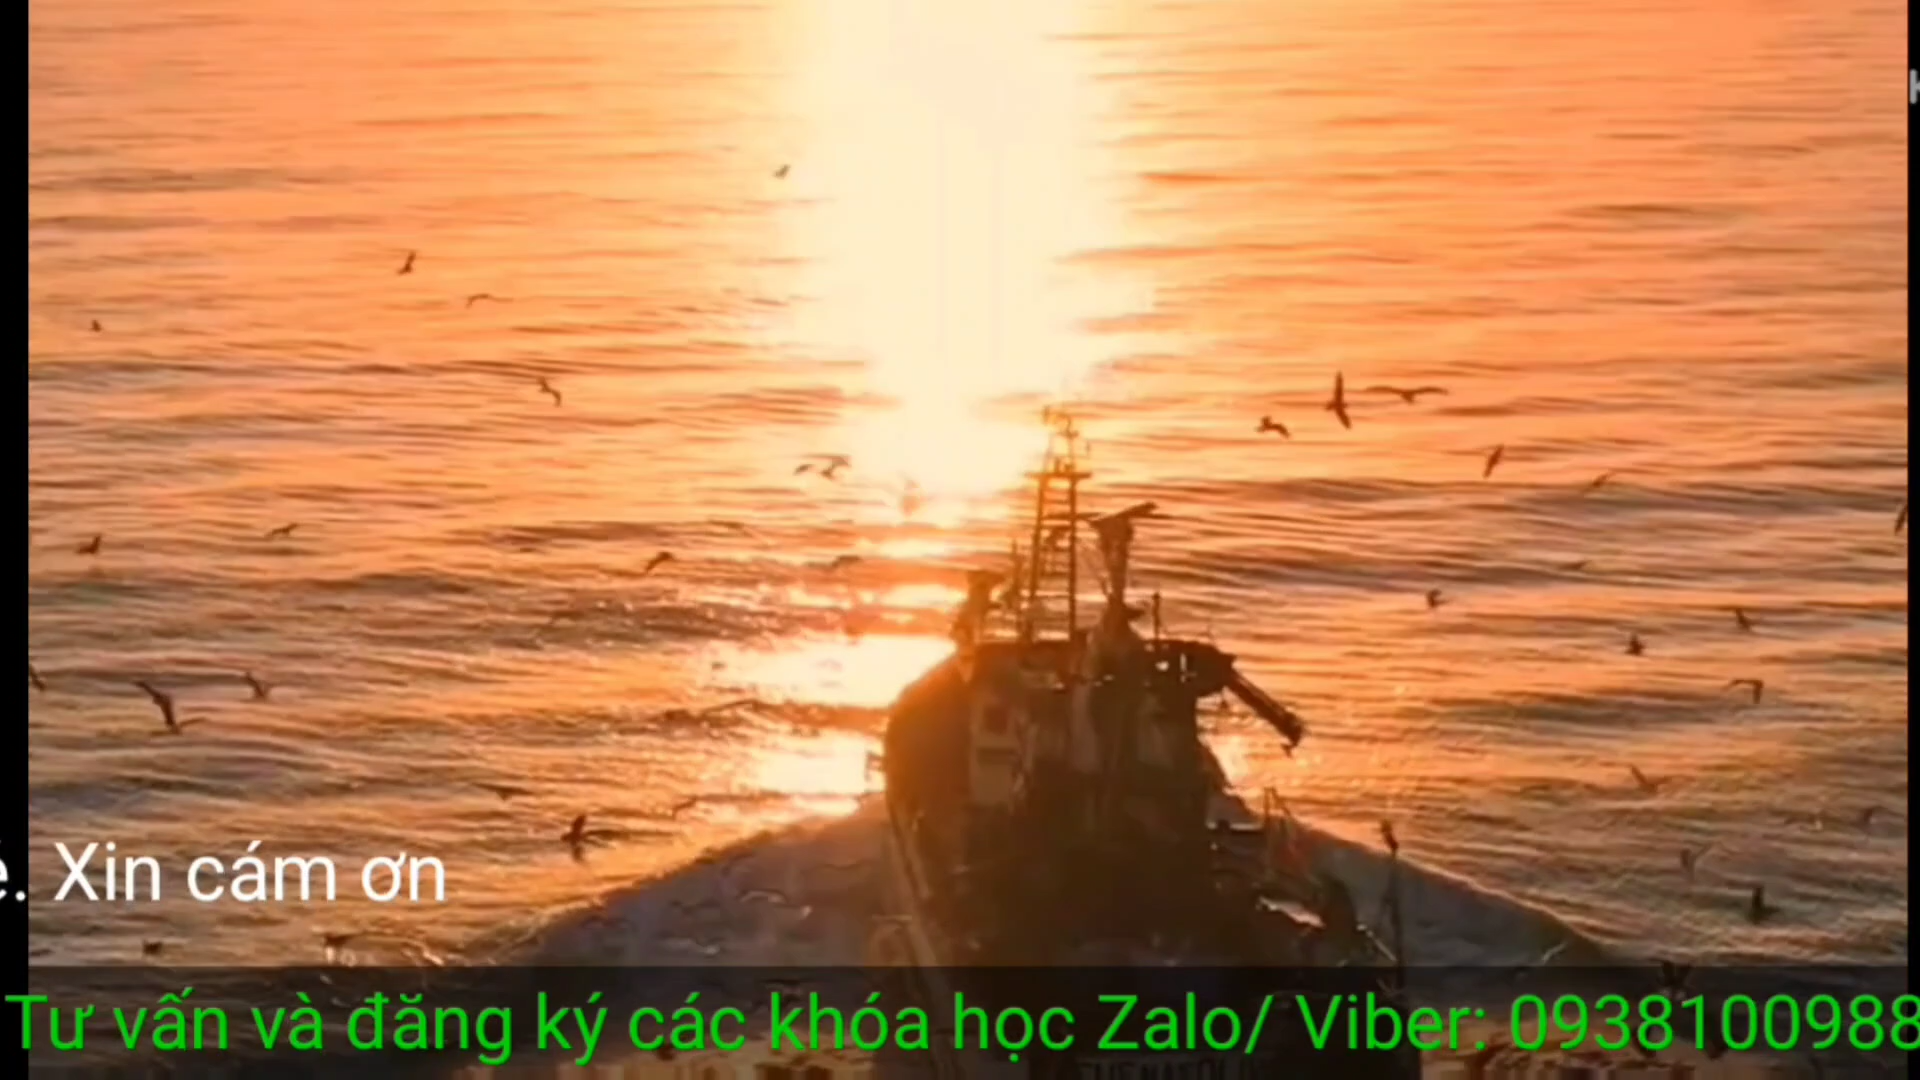 . Xin cám ơn
Tư vấn và đăng ký các khóa học Zalo/ Viber: 0938100988